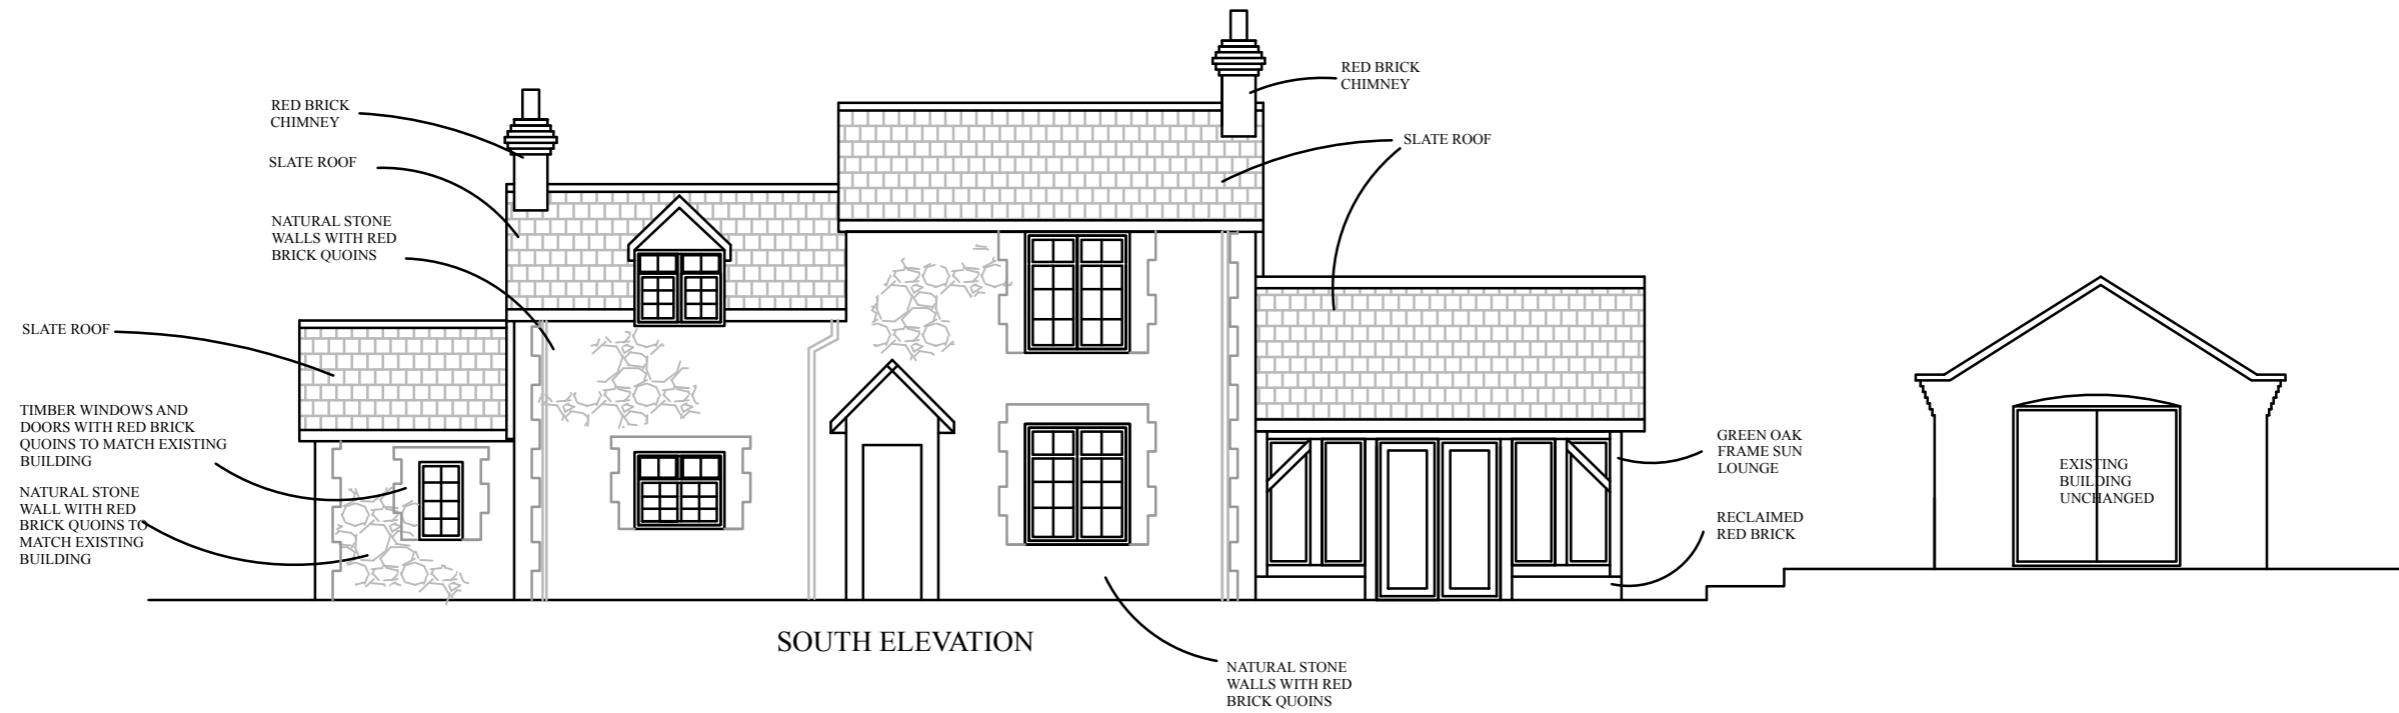 RED BRICK
CHIMNEY
SLATE ROOF
NATURAL STONE
WALLS WITH RED
BRICK QUOINS
SLATE ROOF
TIMBER WINDOWS AND
DOORS WITH RED BRICK
QUOINS TO MATCH EXISTING
BUILDING
NATURAL STONE
WALL WITH RED
BRICK QUOINS TO
MATCH EXISTING
BUILDING
RED BRICK
CHIMNEY
SLATE ROOF
GREEN OAK
FRAME SUN
LOUNGE
RECLAIMED
RED BRICK
EXISTING
BUILDING
UNCHANGED
SOUTH ELEVATION
NATURAL STONE
WALLS WITH RED
BRICK QUOINS